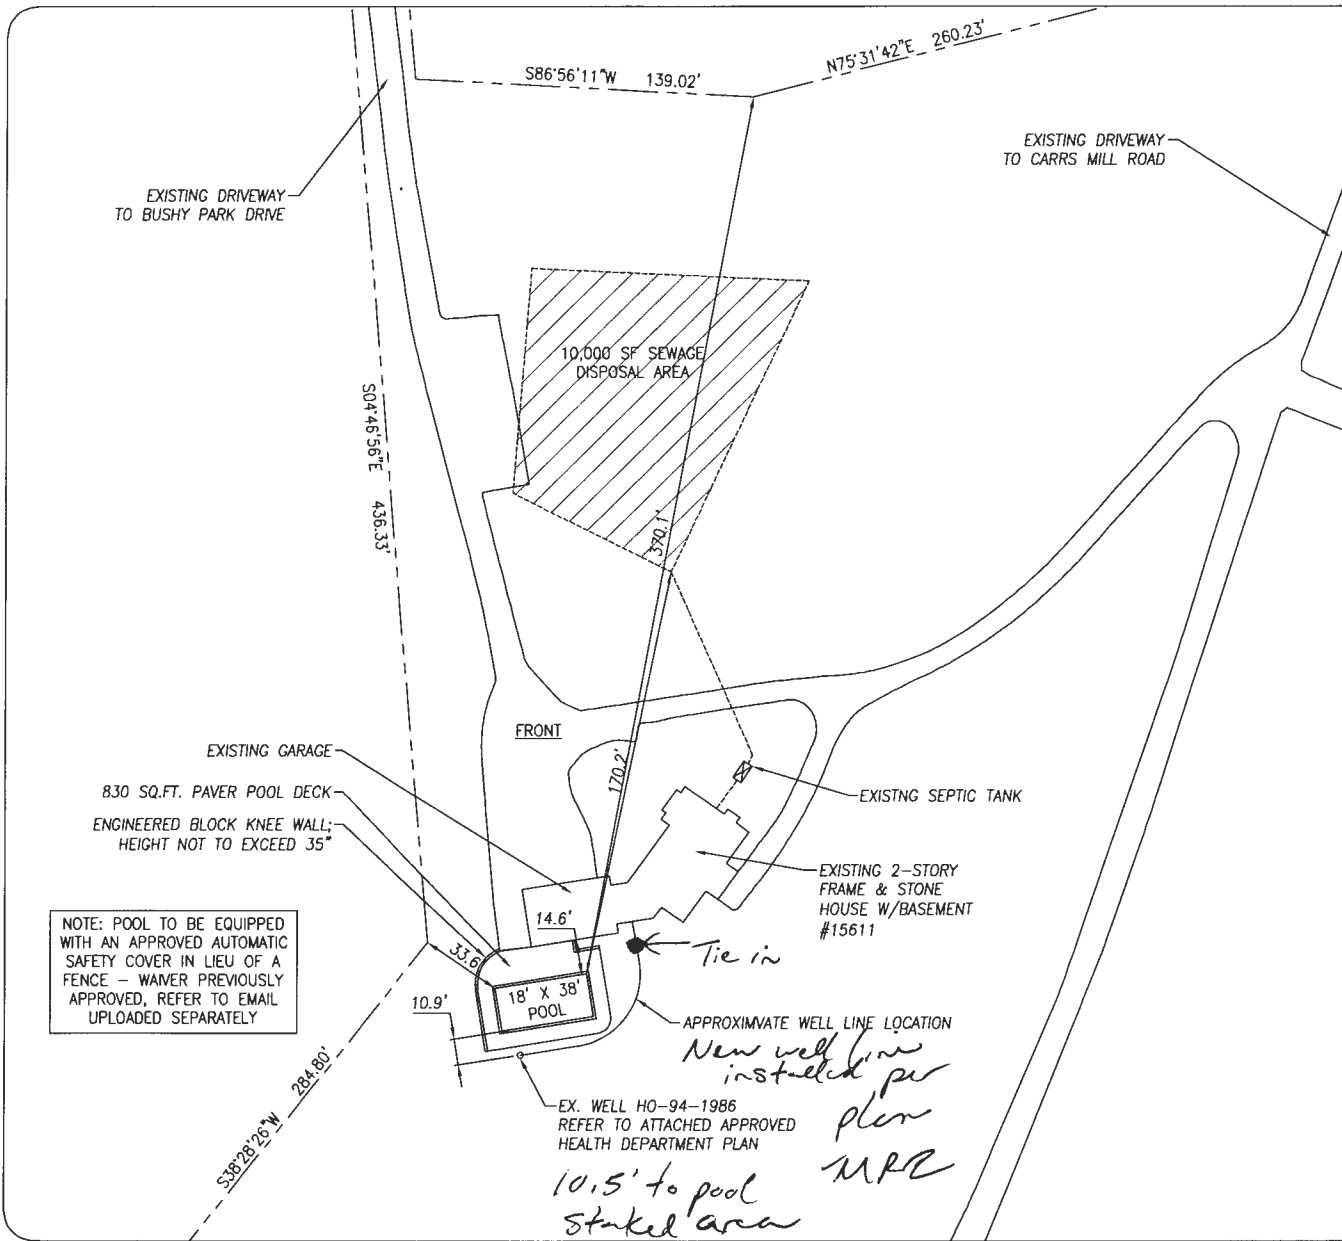 S86°56'11"W 139.02'
N75°31'42"E 260.23'
EXISTING DRIVEWAY
TO CARRS MILL ROAD
EXISTING DRIVEWAY
TO BUSHY PARK DRIVE
10,000 SF SEWAGE
DISPOSAL AREA
S04°46'56"E 436.33'
370.1'
FRONT
170.2'
EXISTING GARAGE
830 SQ.FT. PAVER POOL DECK
ENGINEERED BLOCK KNEE WALL;
HEIGHT NOT TO EXCEED 35"
EXISTNG SEPTIC TANK
EXISTING 2-STORY
FRAME & STONE
HOUSE W/BASEMENT
#15611
NOTE: POOL TO BE EQUIPPED
WITH AN APPROVED AUTOMATIC
SAFETY COVER IN LIEU OF A
FENCE - WAIVER PREVIOUSLY
APPROVED, REFER TO EMAIL
UPLOADED SEPARATELY
14.6'
33.6
Tie in
18' X 38'
POOL
10.9'
APPROXIMVATE WELL LINE LOCATION
New well line
installed per
plan
MRZ
EX. WELL HO-94-1986
REFER TO ATTACHED APPROVED
HEALTH DEPARTMENT PLAN
S38°28'26"W 284.80'
10.5' to pool
staked area